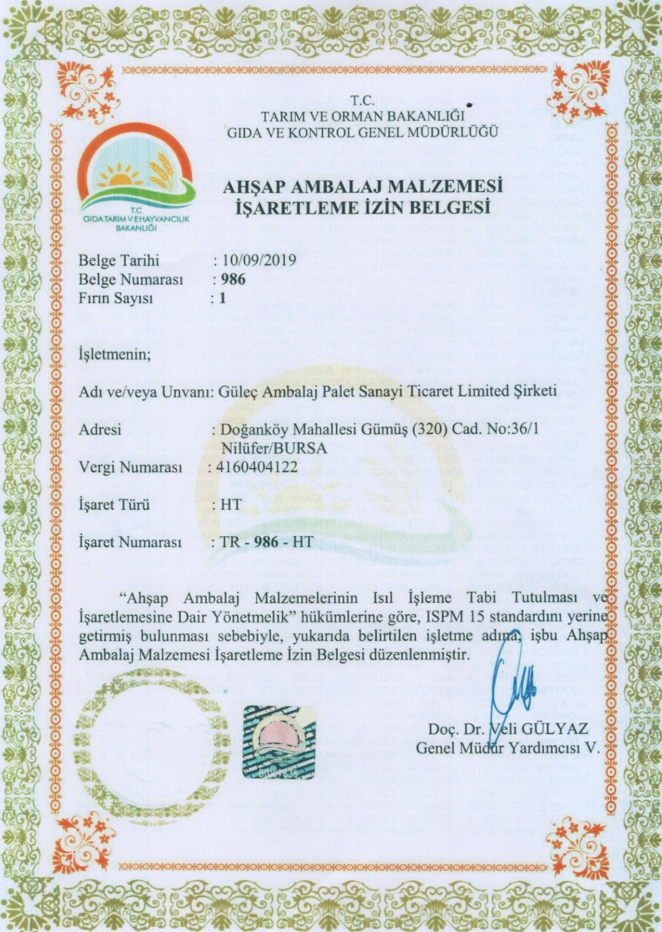 T.C.
TARIM VE ORMAN BAKANLIĞI
GIDA VE KONTROL GENEL MÜDÜRLÜĞÜ
T.C
GIDA TARIM VE HAYVANCILIK
BAKANLIĞI
AHŞAP AMBALAJ MALZEMESİ
İŞARETLEME İZİN BELGESİ
Belge Tarihi : 10/09/2019
Belge Numarası : 986
Fırın Sayısı : 1
İşletmenin;
Adı ve/veya Unvanı: Güleç Ambalaj Palet Sanayi Ticaret Limited Şirketi
Adresi : Doğanköy Mahallesi Gümüş (320) Cad. No:36/1
Nilüfer/BURSA
Vergi Numarası : 4160404122
İşaret Türü : HT
İşaret Numarası : TR - 986 - HT
“Ahşap Ambalaj Malzemelerinin Isıl İşleme Tabi Tutulması ve
İşaretlemesine Dair Yönetmelik” hükümlerine göre, ISPM 15 standardını yerine
getirmiş bulunması sebebiyle, yukarıda belirtilen işletme adına, işbu Ahşap
Ambalaj Malzemesi İşaretleme İzin Belgesi düzenlenmiştir.
Doç. Dr. Veli GÜLYAZ
Genel Müdür Yardımcısı V.